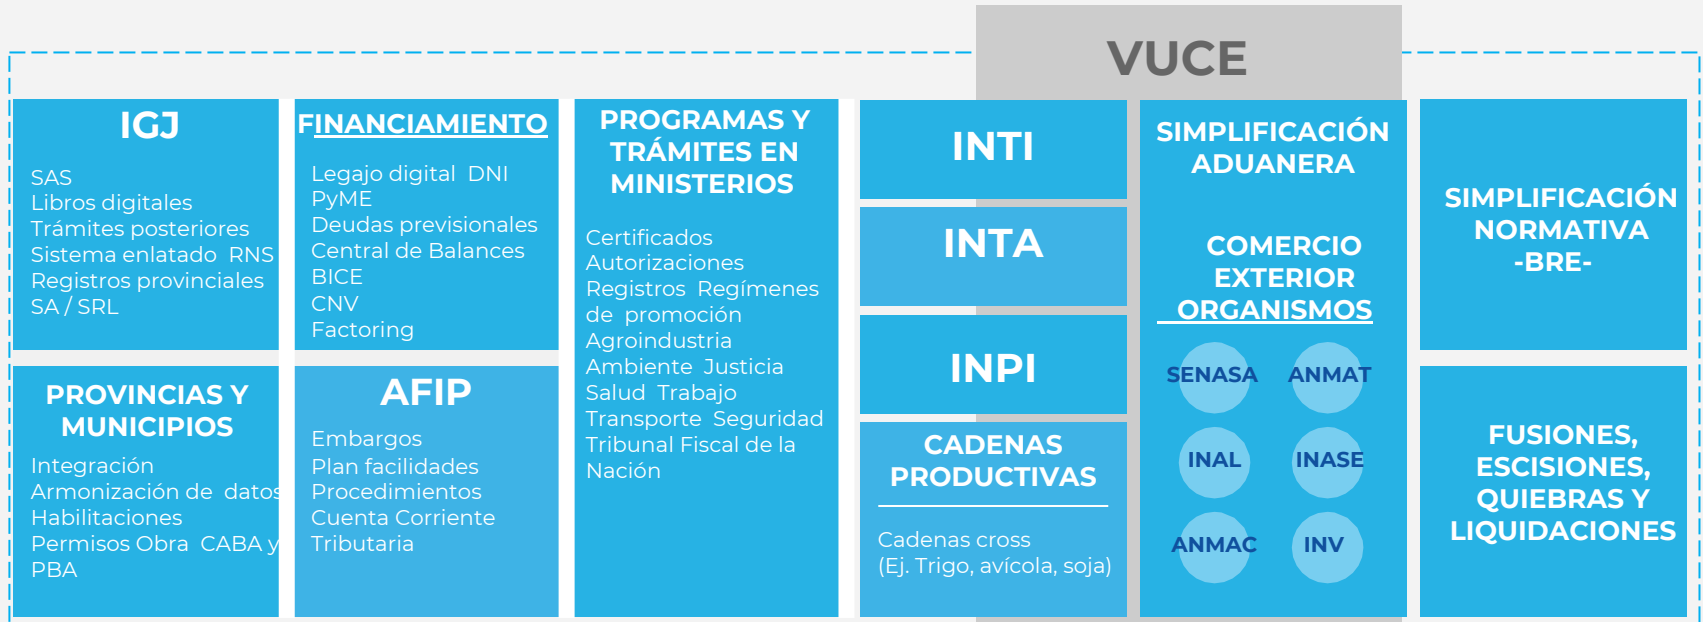 VUCE
IGJ
SAS
Libros digitales
Trámites posteriores
Sistema enlatado RNS
Registros provinciales
SA / SRL
PROVINCIAS Y
MUNICIPIOS
Integración
Armonización de datos
Habilitaciones
Permisos Obra CABA y
PBA
FINANCIAMIENTO
Legajo digital DNI
PyME
Deudas previsionales
Central de Balances
BICE
CNV
Factoring
AFIP
Embargos
Plan facilidades
Procedimientos
Cuenta Corriente
Tributaria
PROGRAMAS Y
TRÁMITES EN
MINISTERIOS
Certificados
Autorizaciones
Registros Regímenes
de promoción
Agroindustria
Ambiente Justicia
Salud Trabajo
Transporte Seguridad
Tribunal Fiscal de la
Nación
INTI
INTA
INPI
CADENAS
PRODUCTIVAS
Cadenas cross
(Ej. Trigo, avícola, soja)
SIMPLIFICACIÓN
ADUANERA
COMERCIO
EXTERIOR
ORGANISMOS
SENASA ANMAT
INAL INASE
ANMAC INV
SIMPLIFICACIÓN
NORMATIVA
-BRE-
FUSIONES,
ESCISIONES,
QUIEBRAS Y
LIQUIDACIONES